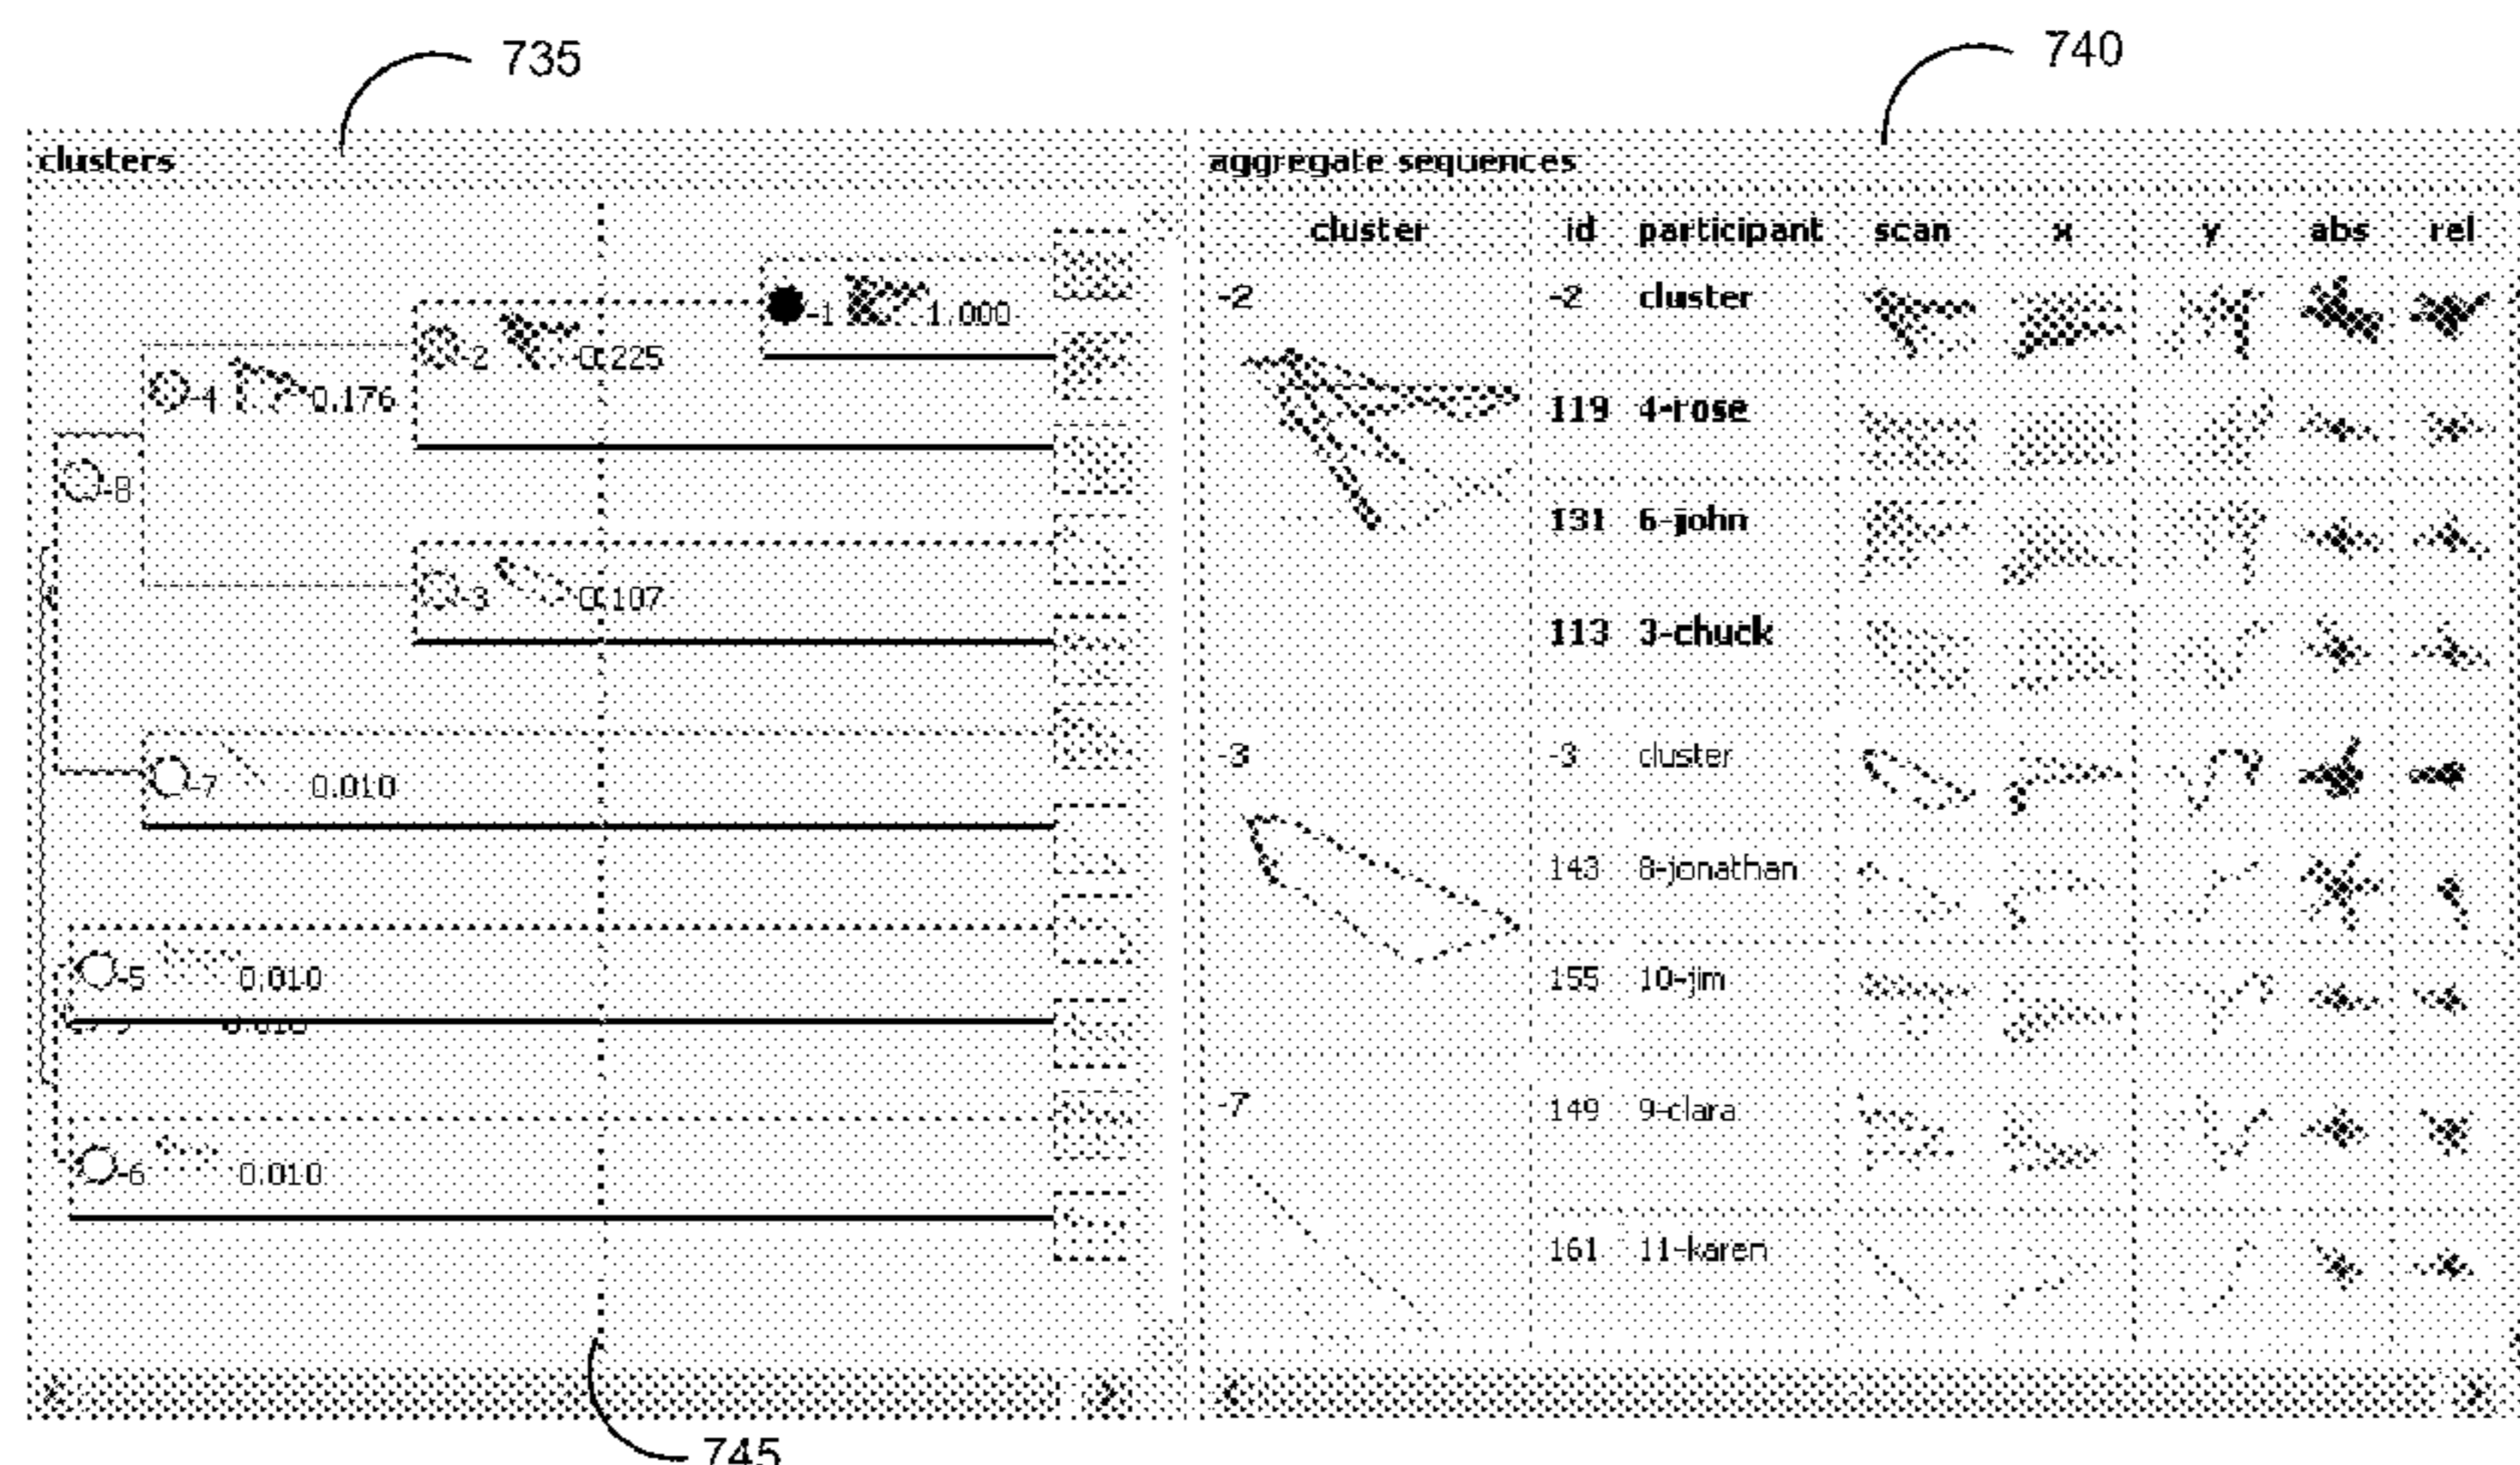 735
740
clusters
aggregate sequences
cluster id participant scan x y abs rel
-1 1.000
-2 0.225
-4 0.176
-8
-3 0.107
-7 0.010
-5 0.010
-6 0.010
-2 -2 cluster
119 4-rose
131 6-john
113 3-chuck
-3 -3 cluster
143 8-jonathan
155 10-jim
-7 149 9-clara
161 11-karen
745